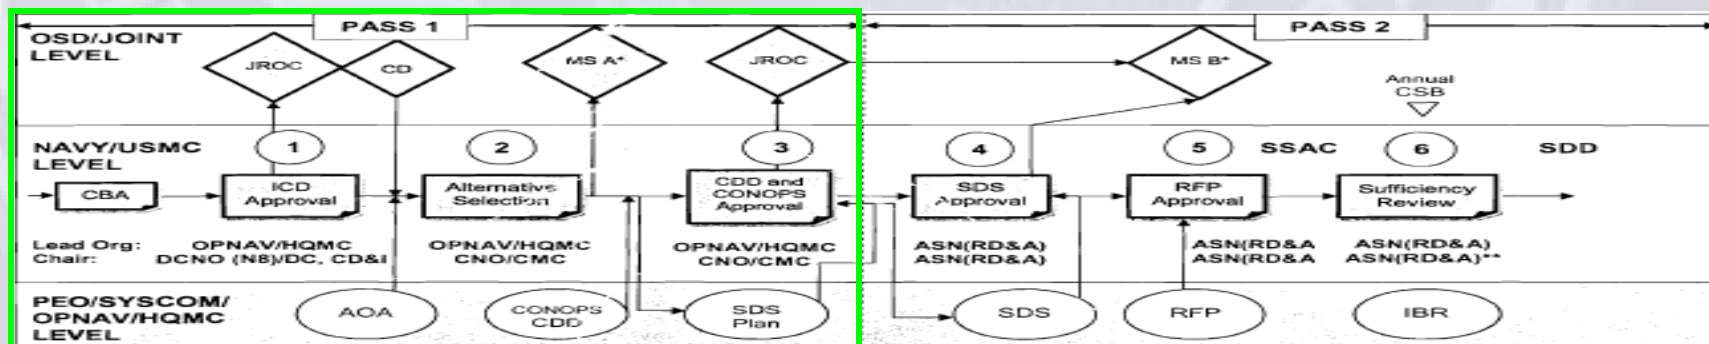 PASS 1
PASS 2
OSD/JOINT
LEVEL
JROC
CD
MS A*
JROC
MS B*
Annual
CSB
NAVY/USMC
LEVEL
1
2
3
4
5
SSAC
6
SDD
CBA
ICD
Approval
Alternative
Selection
CDD and
CONOPS
Approval
SDS
Approval
RFP
Approval
Sufficiency
Review
Lead Org:
OPNAV/HQMC
OPNAV/HQMC
OPNAV/HQMC
ASN(RD&A)
ASN(RD&A
ASN(RD&A)
Chair:
DCNO (N8)/DC, CD&I
CNO/CMC
CNO/CMC
ASN(RD&A)
ASN(RD&A
ASN(RD&A)**
PEO/SYSCOM/
OPNAV/HQMC
LEVEL
AOA
CONOPS
CDD
SDS
Plan
SDS
RFP
IBR